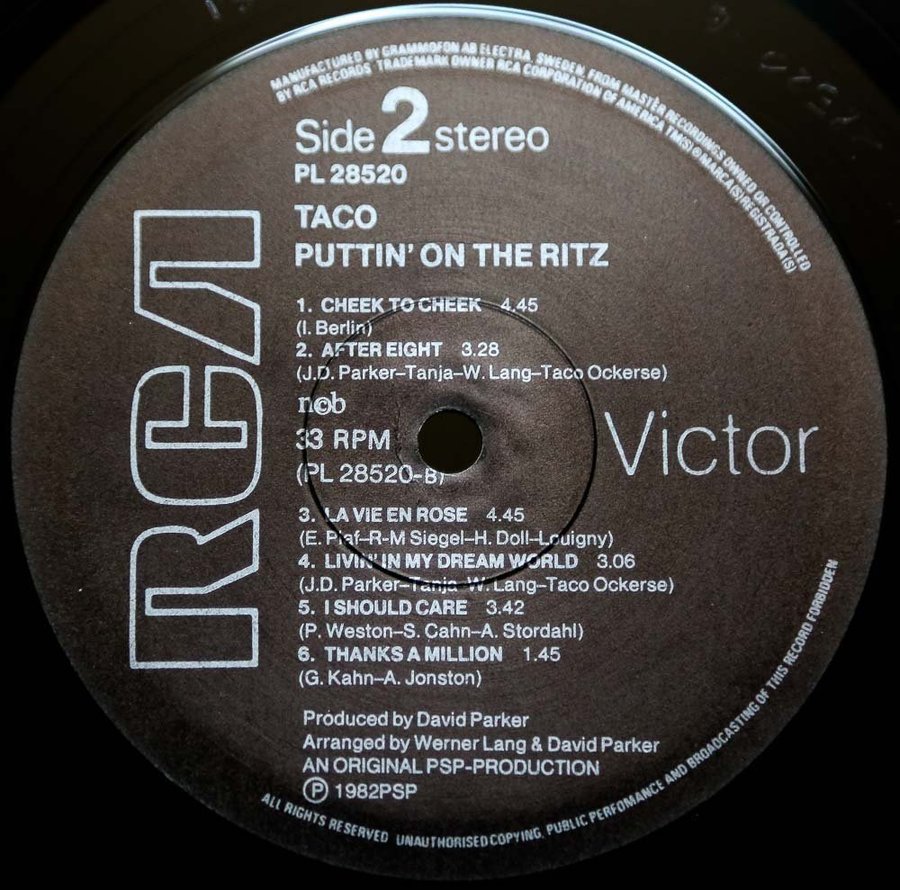 MANUFACTURED BY GRAMMOFON AB ELECTRA, SWEDEN, FROM MASTER RECORDINGS OWNED OR CONTROLLED
BY RCA RECORDS TRADEMARK OWNER RCA CORPORATION OF AMERICA TM(S) ® MARCA(S) REGISTRADA(S)
Side 2 stereo
PL 28520
TACO
PUTTIN' ON THE RITZ
1. CHEEK TO CHEEK 4.45
(I. Berlin)
2. AFTER EIGHT 3.28
(J.D. Parker–Tanja–W. Lang–Taco Ockerse)
n©b
33 RPM
(PL 28520-B)
RCA
Victor
3. LA VIE EN ROSE 4.45
(E. Piaf–R-M Siegel–H. Doll–Louigny)
4. LIVIN' IN MY DREAM WORLD 3.06
(J.D. Parker–Tanja–W. Lang–Taco Ockerse)
5. I SHOULD CARE 3.42
(P. Weston–S. Cahn–A. Stordahl)
6. THANKS A MILLION 1.45
(G. Kahn–A. Jonston)
Produced by David Parker
Arranged by Werner Lang & David Parker
AN ORIGINAL PSP-PRODUCTION
℗ 1982PSP
ALL RIGHTS RESERVED UNAUTHORISED COPYING, PUBLIC PERFOMANCE AND BROADCASTING OF THIS RECORD FORBIDDEN